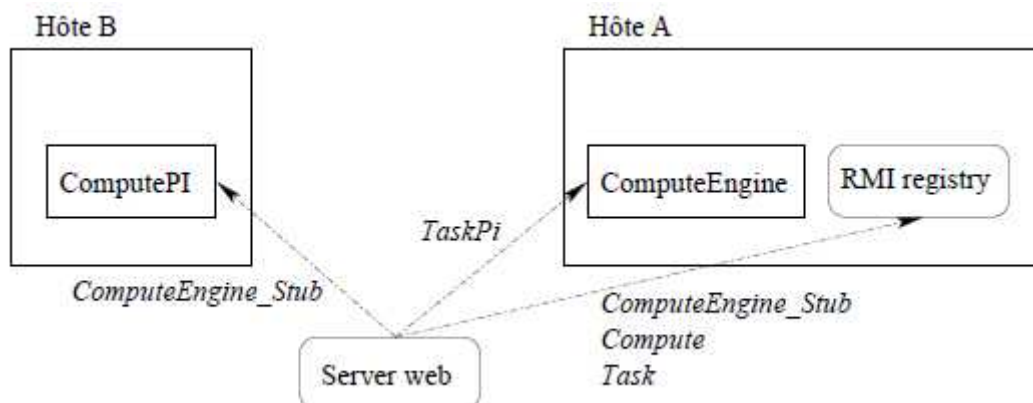 Hôte B
Hôte A
ComputePI
ComputeEngine
RMI registry
TaskPi
ComputeEngine_Stub
ComputeEngine_Stub
Compute
Task
Server web